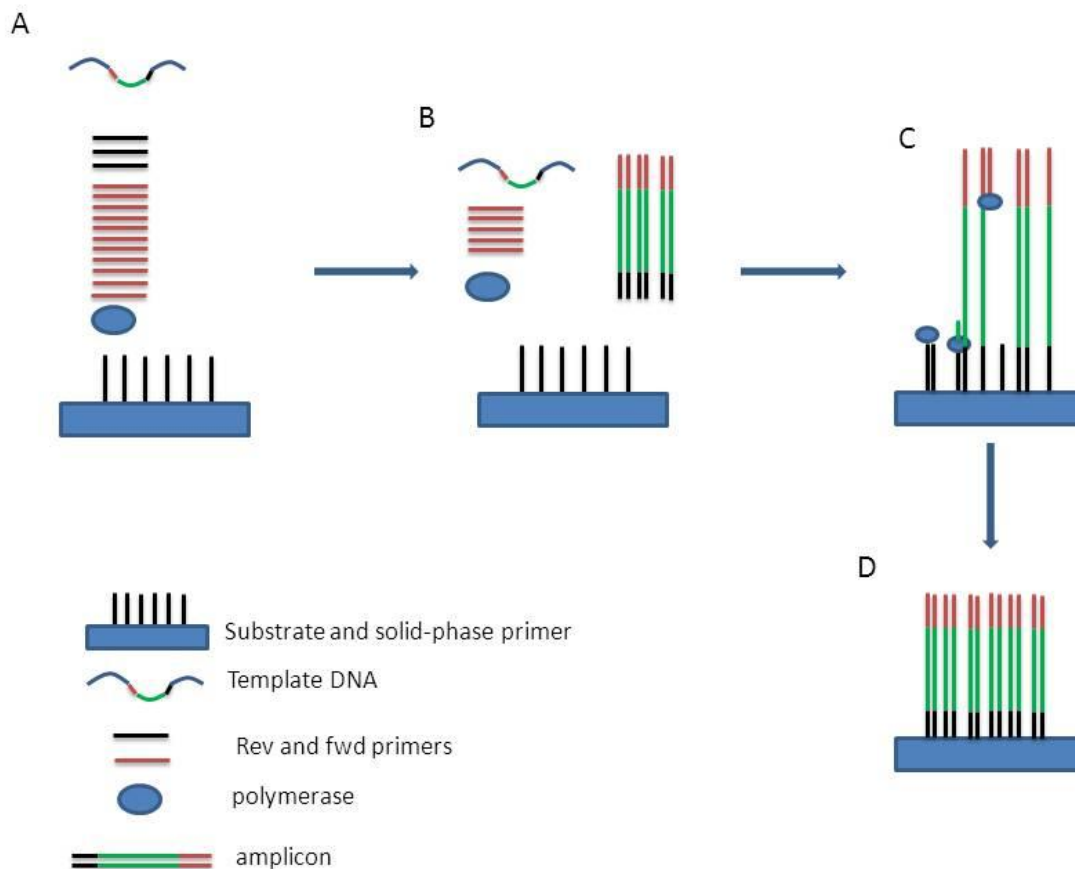 A
B
C
D
Substrate and solid-phase primer
Template DNA
Rev and fwd primers
polymerase
amplicon